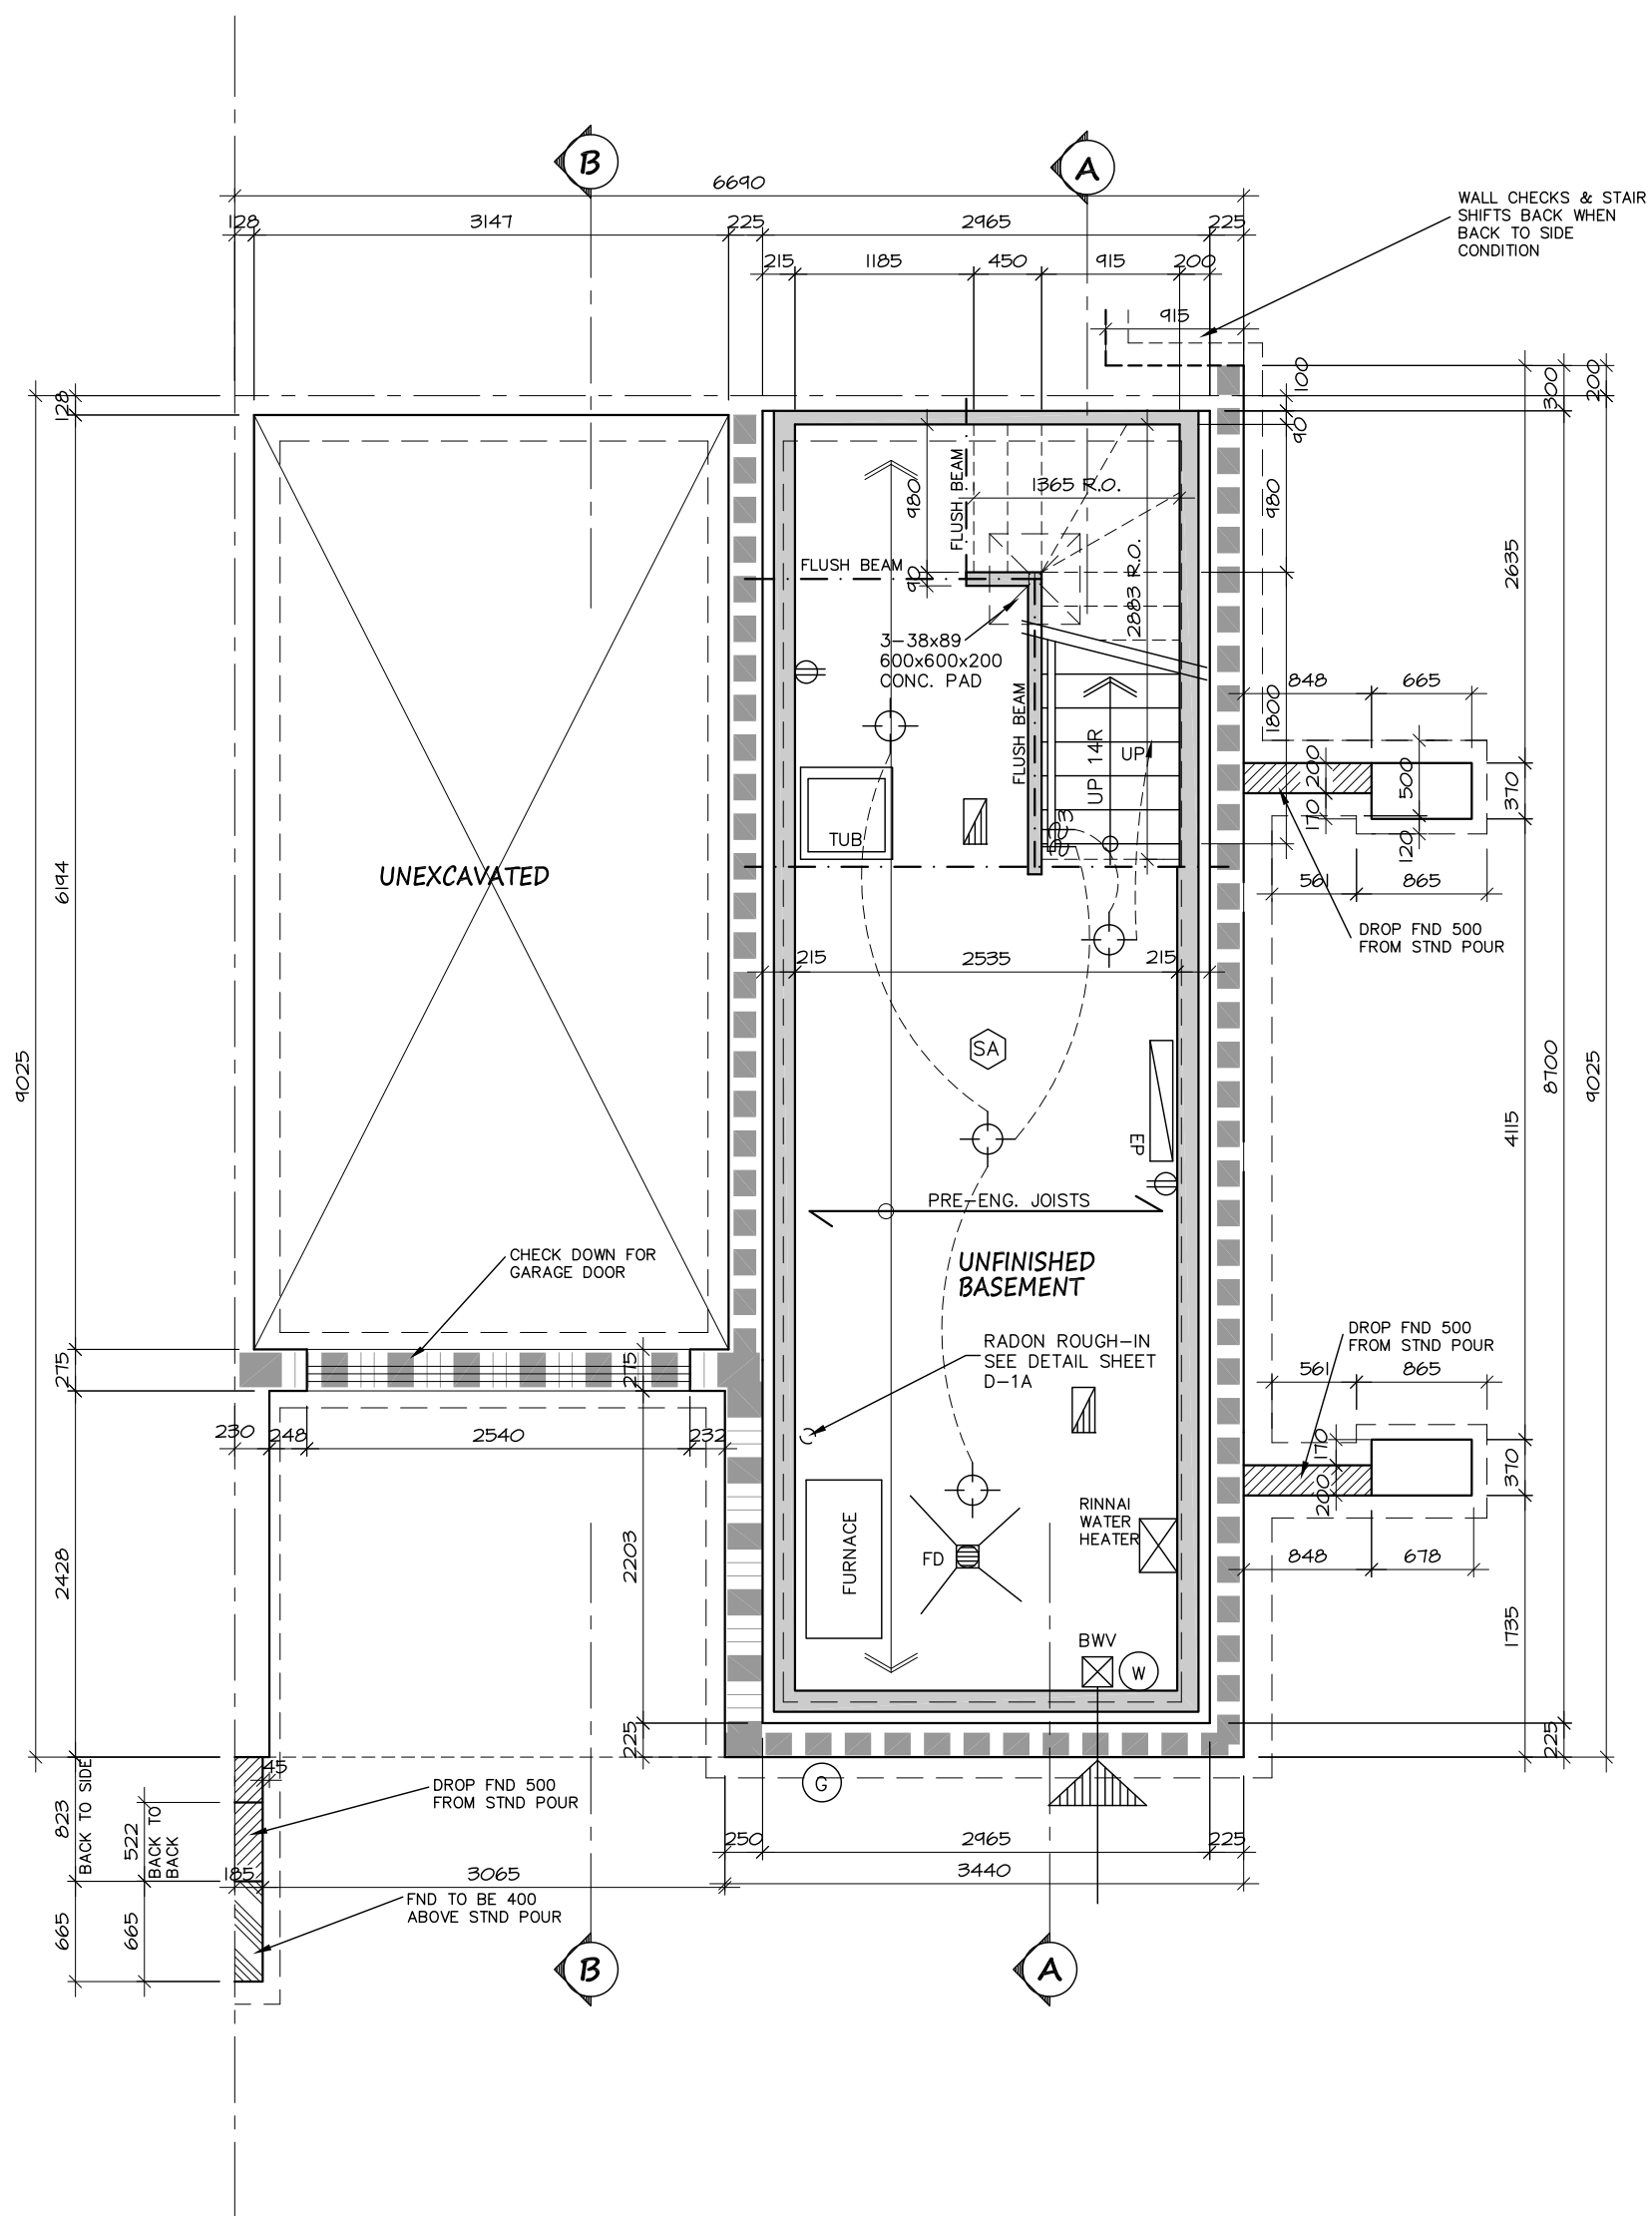 B
A
6690
128
3147
225
2965
225
WALL CHECKS & STAIR
SHIFTS BACK WHEN
BACK TO SIDE
CONDITION
215
1185
450
915
200
915
100
300
200
128
90
980
FLUSH BEAM
1365 R.O.
980
2635
FLUSH BEAM
90
2883 R.O.
3-38x89
600x600x200
CONC. PAD
848
665
FLUSH BEAM
1800
UP 14R
UP
200
500
370
170
TUB
120
UNEXCAVATED
6194
561
865
DROP FND 500
FROM STND POUR
215
2535
215
9025
SA
8700
9025
4115
EP
PRE-ENG. JOISTS
UNFINISHED
BASEMENT
CHECK DOWN FOR
GARAGE DOOR
RADON ROUGH-IN
SEE DETAIL SHEET
D-1A
DROP FND 500
FROM STND POUR
275
275
561
865
230
248
2540
232
170
370
200
RINNAI
WATER
HEATER
FURNACE
FD
2428
2203
848
678
1735
BWV
W
225
225
45
G
DROP FND 500
FROM STND POUR
823
BACK TO SIDE
522
BACK TO
BACK
250
2965
225
185
3065
3440
FND TO BE 400
ABOVE STND POUR
665
665
B
A